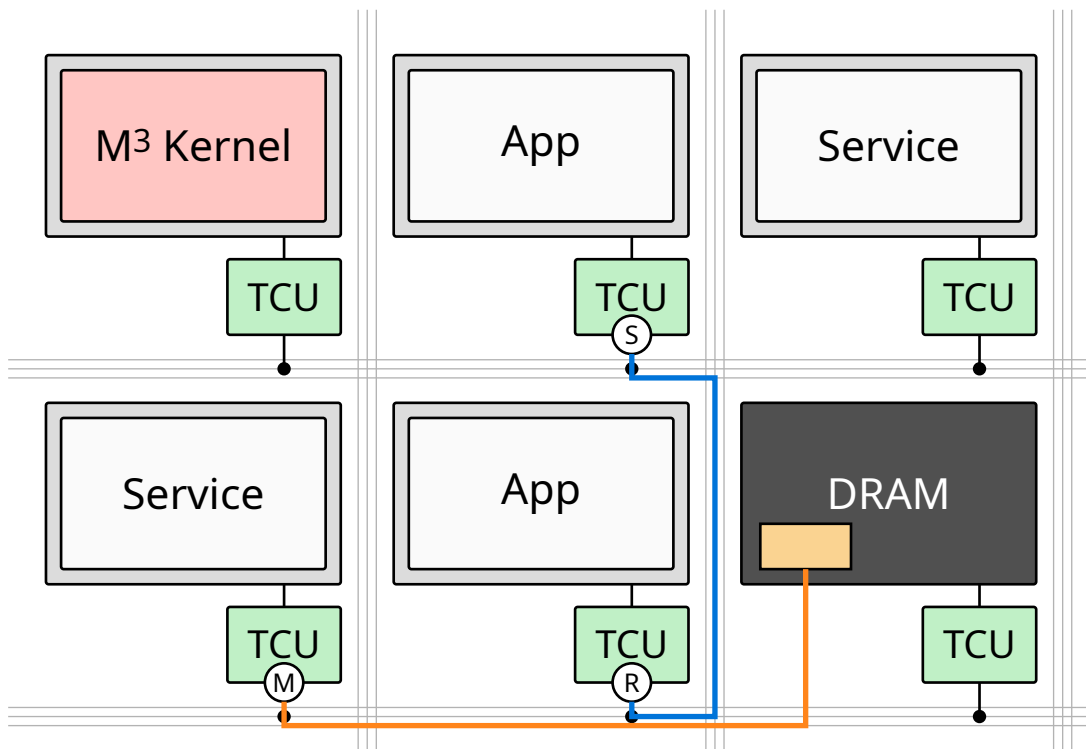 M³ Kernel
App
Service
TCU
TCU
TCU
S
Service
App
DRAM
TCU
TCU
TCU
M
R